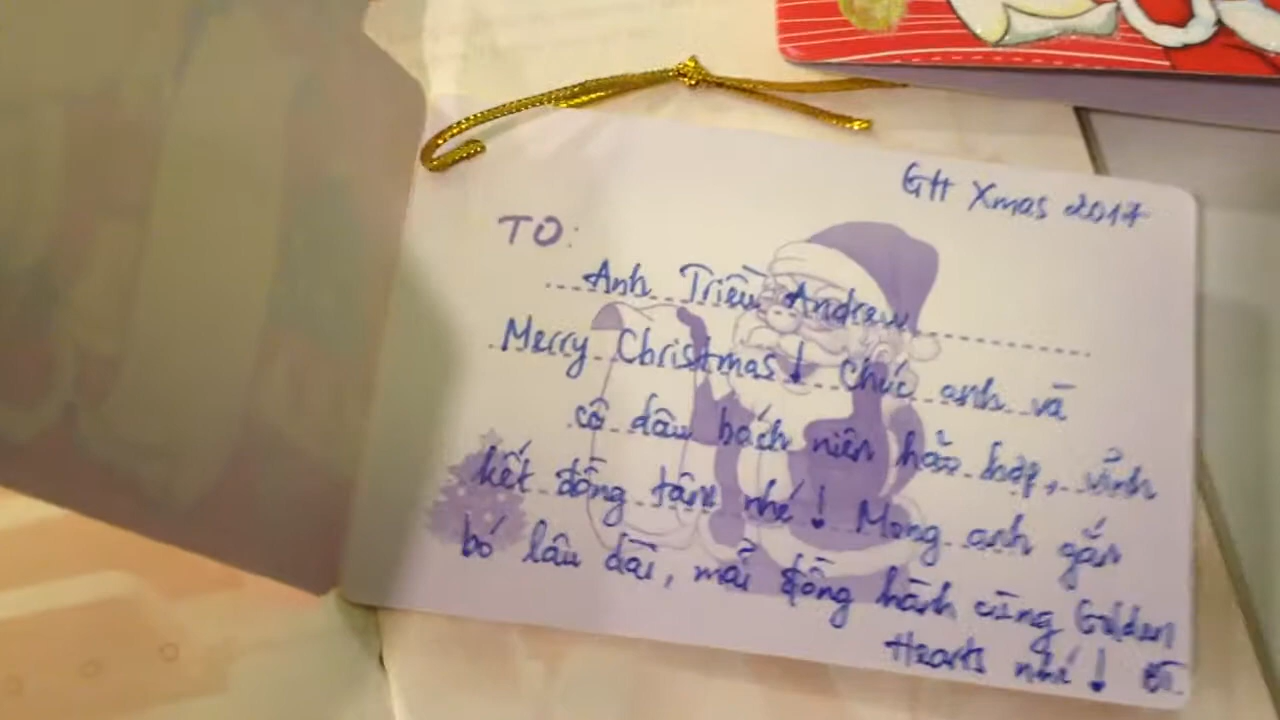 GH Xmas 2017
TO:
Anh Triều Andrew
Merry Christmas! Chúc anh và
cô dâu bách niên hảo hợp, vĩnh
kết đồng tâm nhé! Mong anh gắn
bó lâu dài, mãi đồng hành cùng Golden
Hearts nhé!